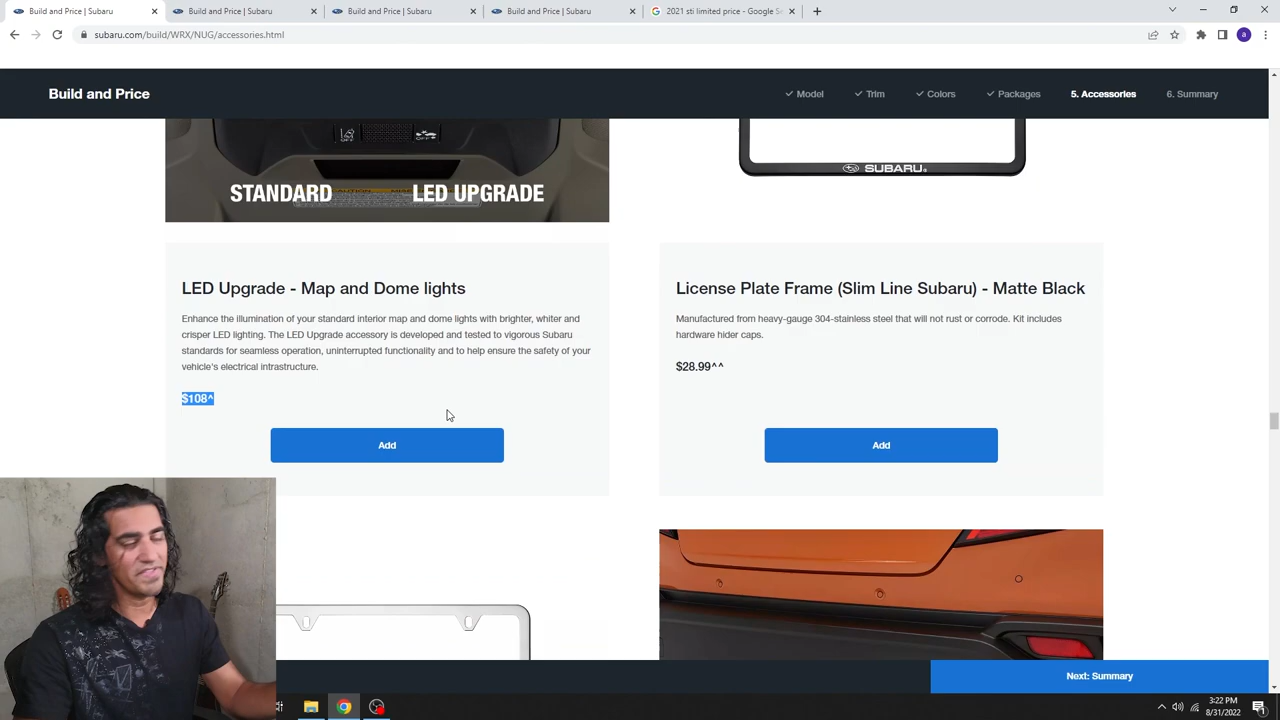 Build and Price | Subaru
Build and Price | Subaru
Build and Price | Subaru
Build and Price | Subaru
2021 sti limited price - Google Se
subaru.com/build/WRX/NUG/accessories.html
a
Build and Price
Model
Trim
Colors
Packages
5. Accessories
6. Summary
OFF
OFF
STANDARD
LED UPGRADE
SUBARU
LED Upgrade - Map and Dome lights
Enhance the illumination of your standard interior map and dome lights with brighter, whiter and
crisper LED lighting. The LED Upgrade accessory is developed and tested to vigorous Subaru
standards for seamless operation, uninterrupted functionality and to help ensure the safety of your
vehicle's electrical intrastructure.
$108^
Add
License Plate Frame (Slim Line Subaru) - Matte Black
Manufactured from heavy-gauge 304-stainless steel that will not rust or corrode. Kit includes
hardware hider caps.
$28.99^^
Add
Next: Summary
3:22 PM
8/31/2022